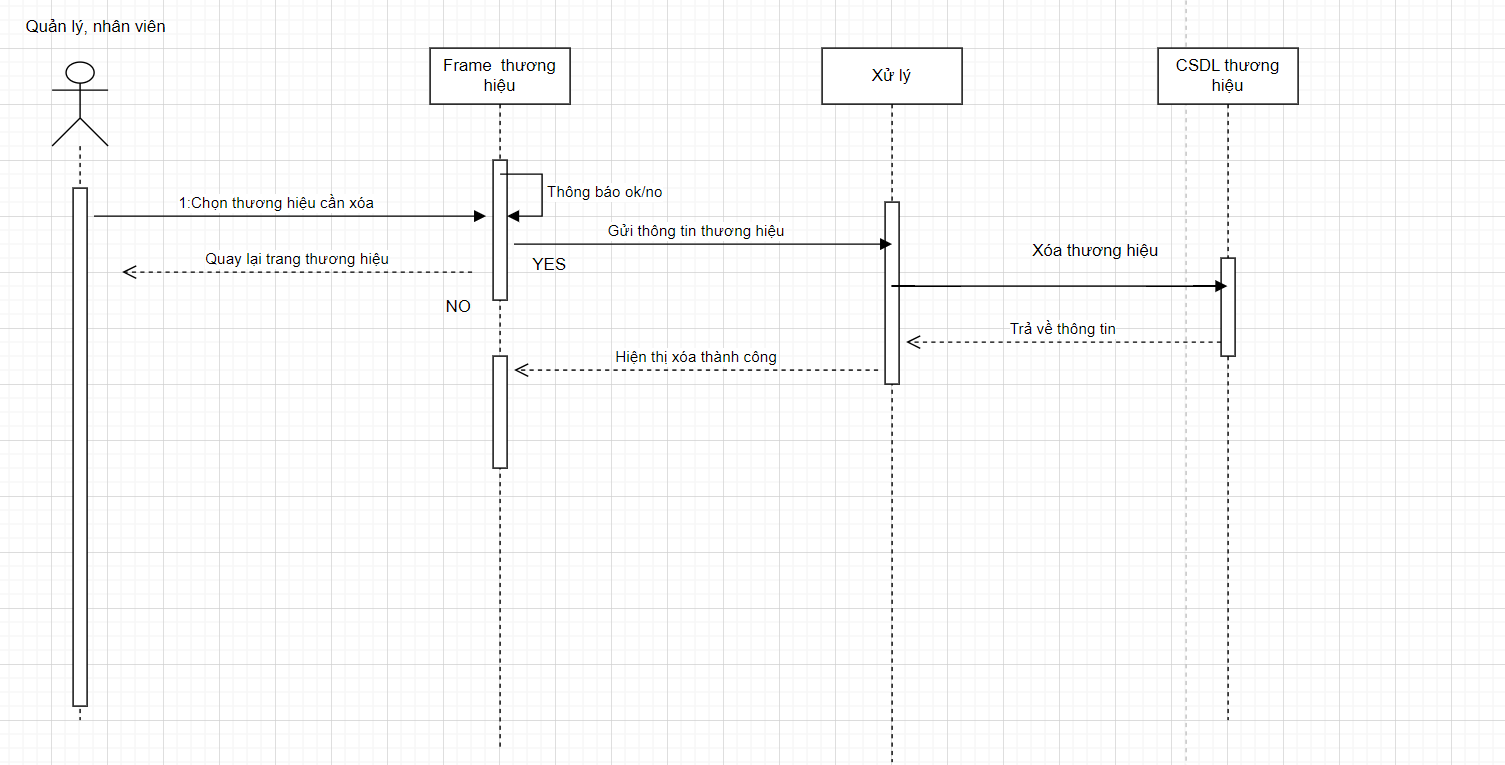 Quản lý, nhân viên
Frame thương
hiệu
Xử lý
CSDL thương
hiệu
Thông báo ok/no
1:Chọn thương hiệu cần xóa
Gửi thông tin thương hiệu
Xóa thương hiệu
Quay lại trang thương hiệu
YES
NO
Trả về thông tin
Hiện thị xóa thành công